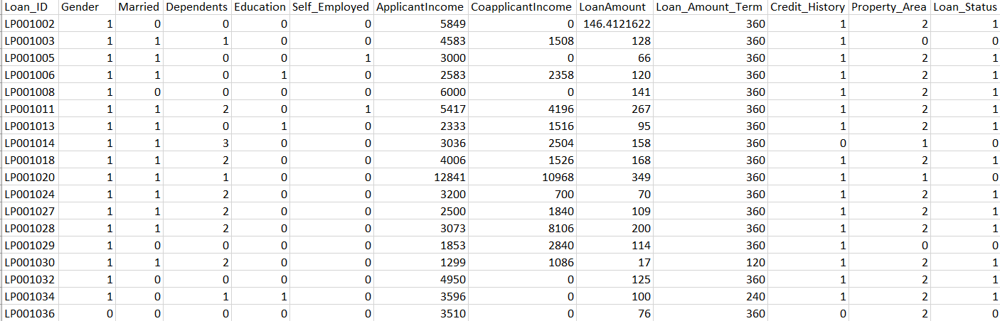 Loan_ID Gender Married Dependents Education Self_Employed ApplicantIncome CoapplicantIncome LoanAmount Loan_Amount_Term Credit_History Property_Area Loan_Status
LP001002 1 0 0 0 0 5849 0 146.4121622 360 1 2 1
LP001003 1 1 1 0 0 4583 1508 128 360 1 0 0
LP001005 1 1 0 0 1 3000 0 66 360 1 2 1
LP001006 1 1 0 1 0 2583 2358 120 360 1 2 1
LP001008 1 0 0 0 0 6000 0 141 360 1 2 1
LP001011 1 1 2 0 1 5417 4196 267 360 1 2 1
LP001013 1 1 0 1 0 2333 1516 95 360 1 2 1
LP001014 1 1 3 0 0 3036 2504 158 360 0 1 0
LP001018 1 1 2 0 0 4006 1526 168 360 1 2 1
LP001020 1 1 1 0 0 12841 10968 349 360 1 1 0
LP001024 1 1 2 0 0 3200 700 70 360 1 2 1
LP001027 1 1 2 0 0 2500 1840 109 360 1 2 1
LP001028 1 1 2 0 0 3073 8106 200 360 1 2 1
LP001029 1 0 0 0 0 1853 2840 114 360 1 0 0
LP001030 1 1 2 0 0 1299 1086 17 120 1 2 1
LP001032 1 0 0 0 0 4950 0 125 360 1 2 1
LP001034 1 0 1 1 0 3596 0 100 240 1 2 1
LP001036 0 0 0 0 0 3510 0 76 360 0 2 0